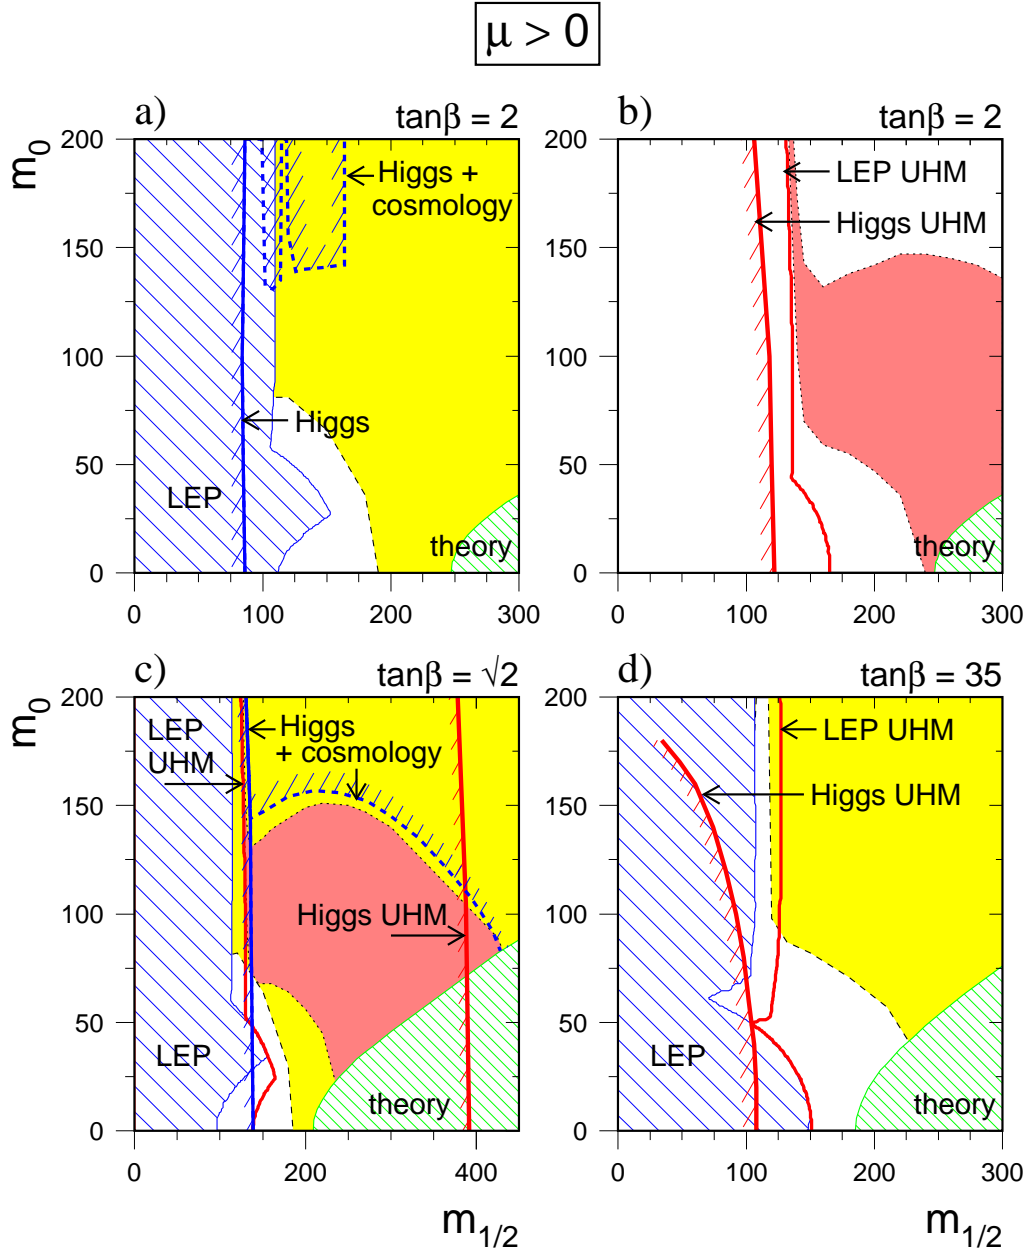 μ > 0
a)
tanβ = 2
b)
tanβ = 2
m0
200
150
100
50
0
0
100
200
300
Higgs +
cosmology
Higgs
LEP
theory
200
150
100
50
0
0
100
200
300
LEP UHM
Higgs UHM
theory
c)
tanβ = √2
d)
tanβ = 35
m0
200
150
100
50
0
0
200
400
LEP
UHM
Higgs
+ cosmology
Higgs UHM
LEP
theory
m1/2
200
150
100
50
0
0
100
200
300
LEP UHM
Higgs UHM
LEP
theory
m1/2